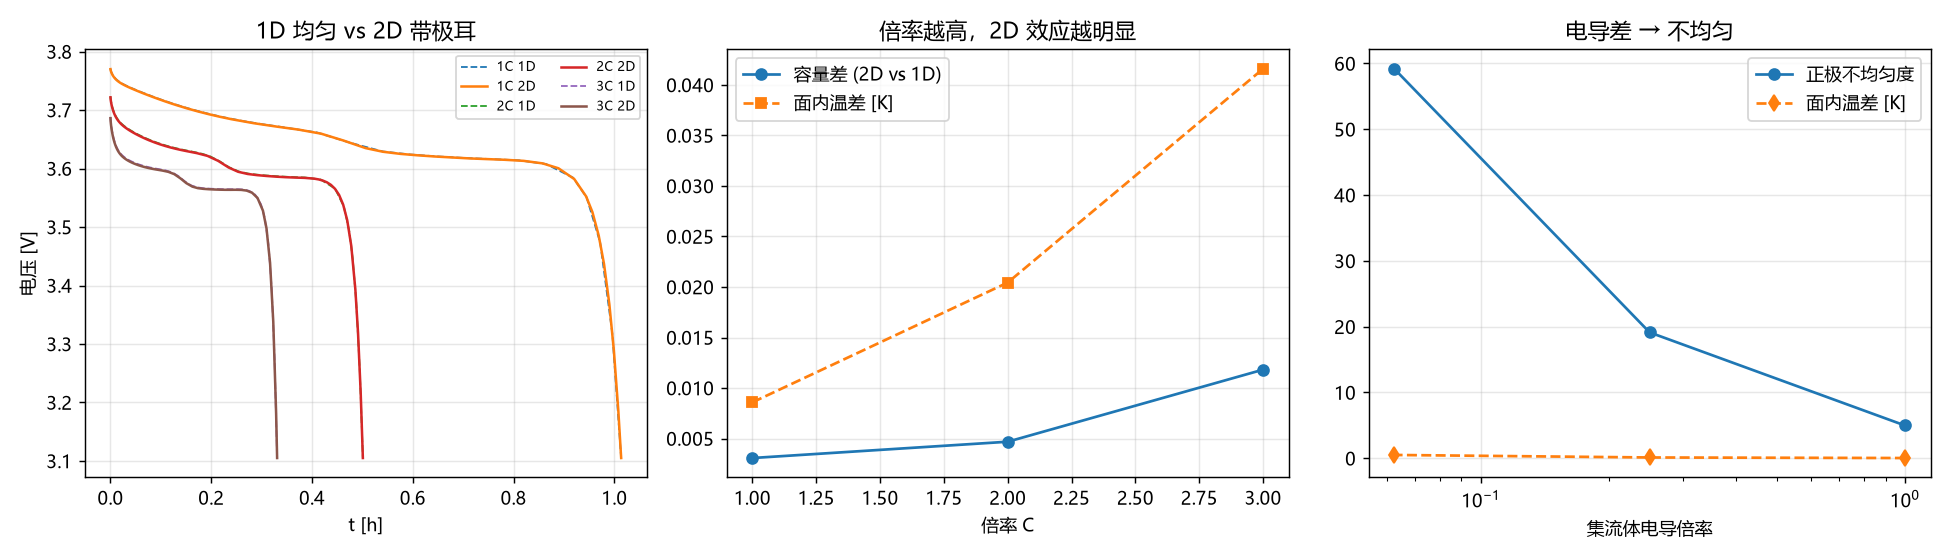 1D 均匀 vs 2D 带极耳
3.8
3.7
3.6
3.5
3.4
3.3
3.2
3.1
电压 [V]
1C 1D
1C 2D
2C 1D
2C 2D
3C 1D
3C 2D
0.0 0.2 0.4 0.6 0.8 1.0
t [h]
倍率越高，2D 效应越明显
0.040
0.035
0.030
0.025
0.020
0.015
0.010
0.005
容量差 (2D vs 1D)
面内温差 [K]
1.00 1.25 1.50 1.75 2.00 2.25 2.50 2.75 3.00
倍率 C
电导差 → 不均匀
60
50
40
30
20
10
0
正极不均匀度
面内温差 [K]
10⁻¹ 10⁰
集流体电导倍率